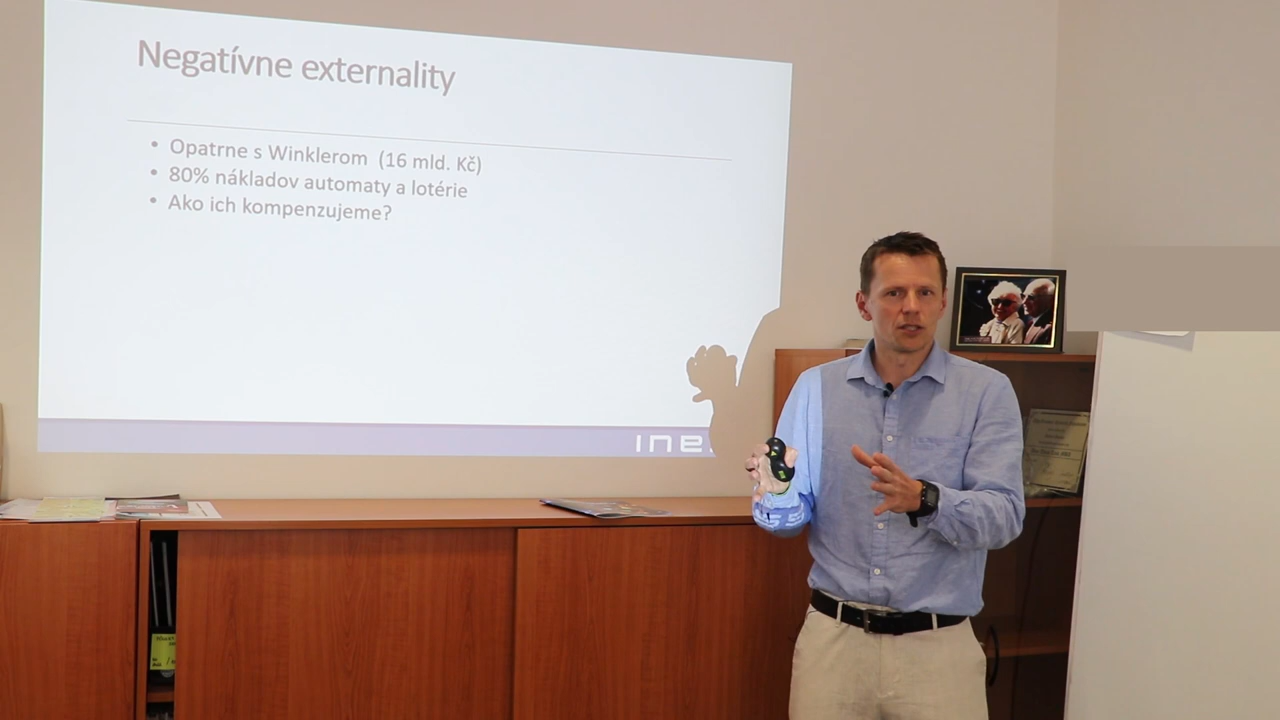 Negatívne externality
• Opatrne s Winklerom (16 mld. Kč)
• 80% nákladov automaty a lotérie
• Ako ich kompenzujeme?
ine